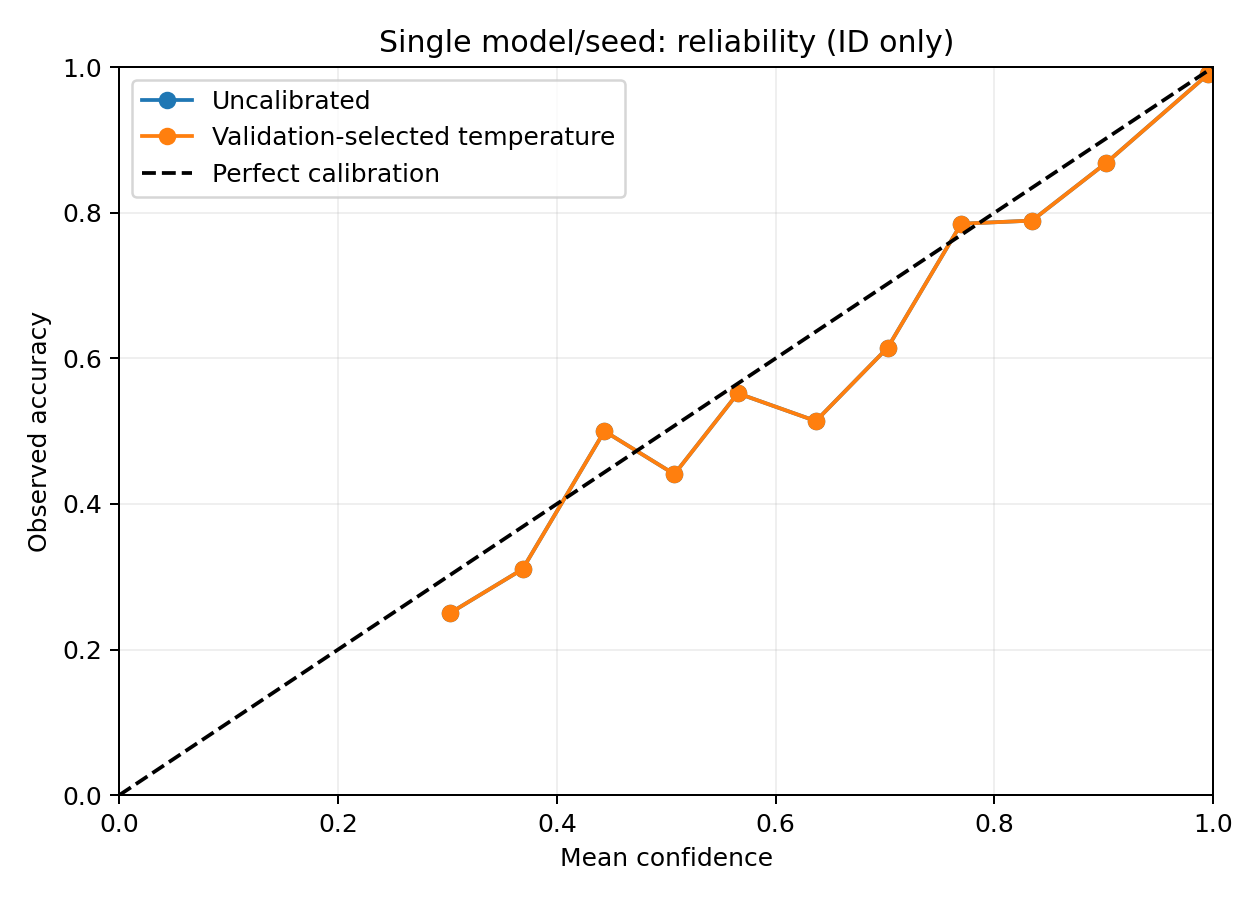 Single model/seed: reliability (ID only)
Uncalibrated
Validation-selected temperature
Perfect calibration
1.0
0.8
0.6
0.4
0.2
0.0
Observed accuracy
0.0 0.2 0.4 0.6 0.8 1.0
Mean confidence